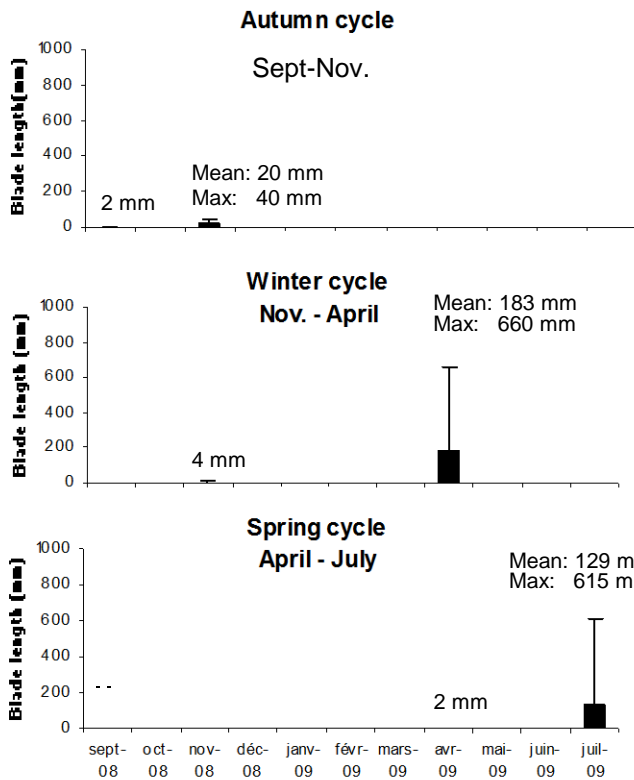 Autumn cycle
Sept-Nov.
Blade length(mm)
1000
800
600
400
200
0
2 mm
Mean: 20 mm
Max: 40 mm
Winter cycle
Nov. - April
Blade length (mm)
1000
800
600
400
200
0
4 mm
Mean: 183 mm
Max: 660 mm
Spring cycle
April - July
Blade length (mm)
1000
800
600
400
200
0
2 mm
Mean: 129 m
Max: 615 m
sept-08
oct-08
nov-08
déc-08
janv-09
févr-09
mars-09
avr-09
mai-09
juin-09
juil-09